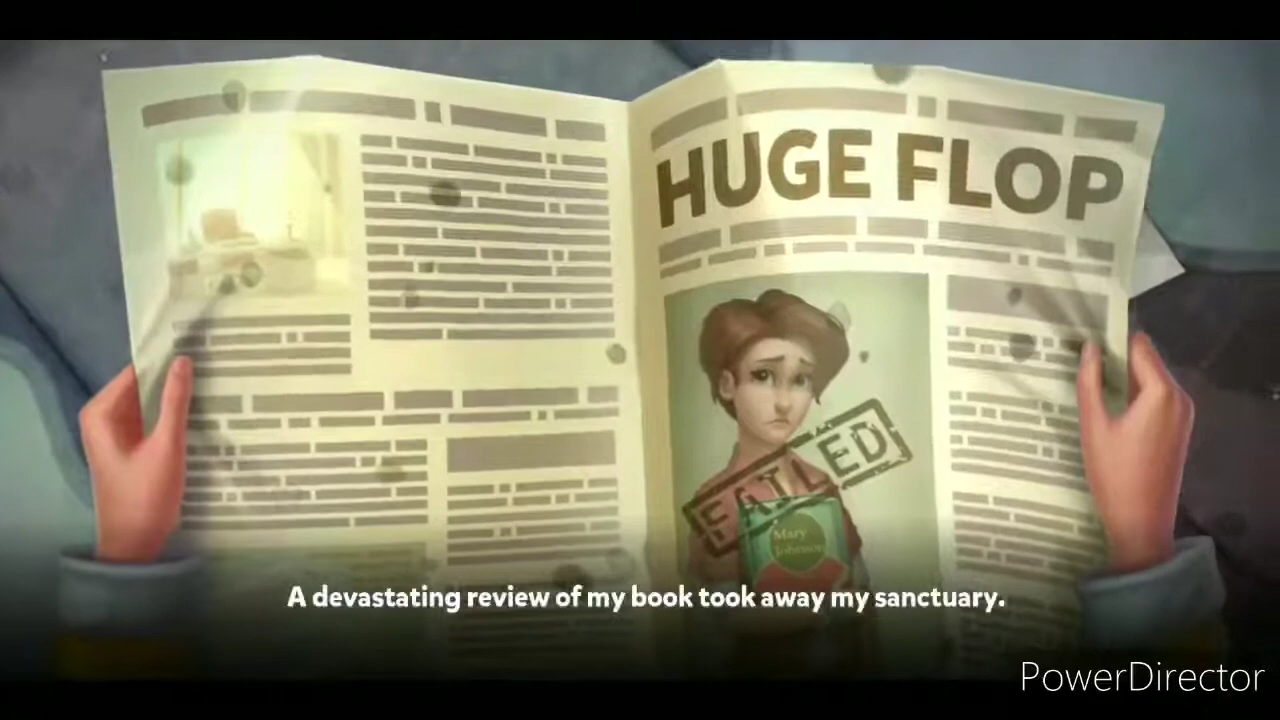 HUGE FLOP
FAILED
Mary
Johnson
A devastating review of my book took away my sanctuary.
PowerDirector